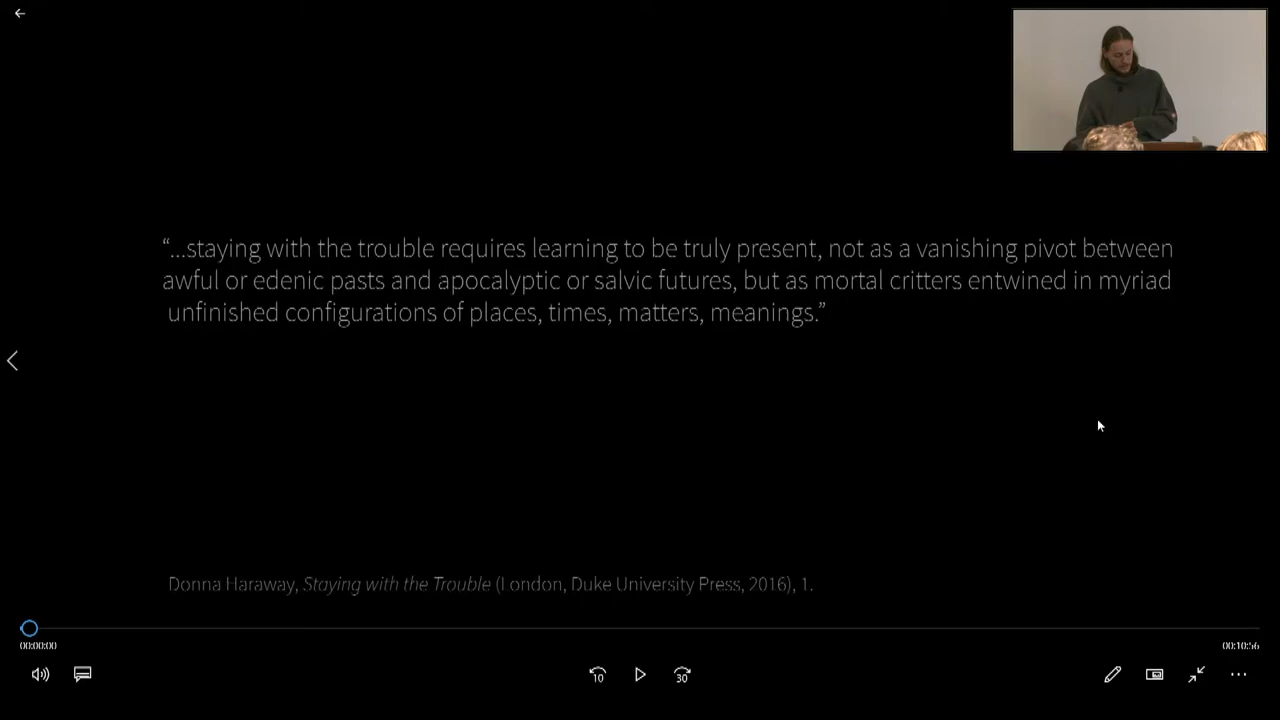 “...staying with the trouble requires learning to be truly present, not as a vanishing pivot between
awful or edenic pasts and apocalyptic or salvic futures, but as mortal critters entwined in myriad
unfinished configurations of places, times, matters, meanings.”
Donna Haraway, Staying with the Trouble (London, Duke University Press, 2016), 1.
00:00:00
00:10:56
10
30